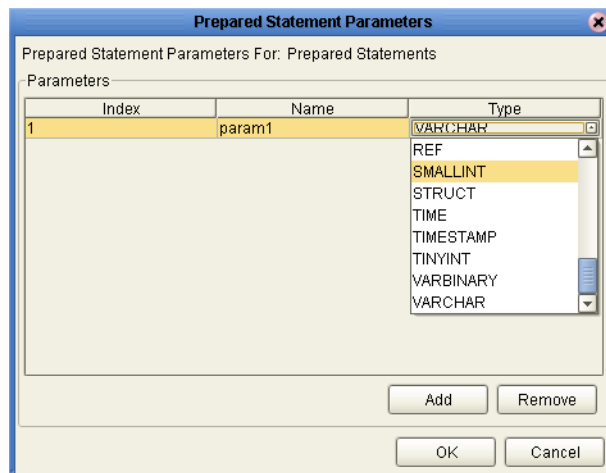 Prepared Statement Parameters
Prepared Statement Parameters For: Prepared Statements
Parameters
Index Name Type
1 param1 VARCHAR
REF
SMALLINT
STRUCT
TIME
TIMESTAMP
TINYINT
VARBINARY
VARCHAR
Add Remove
OK Cancel